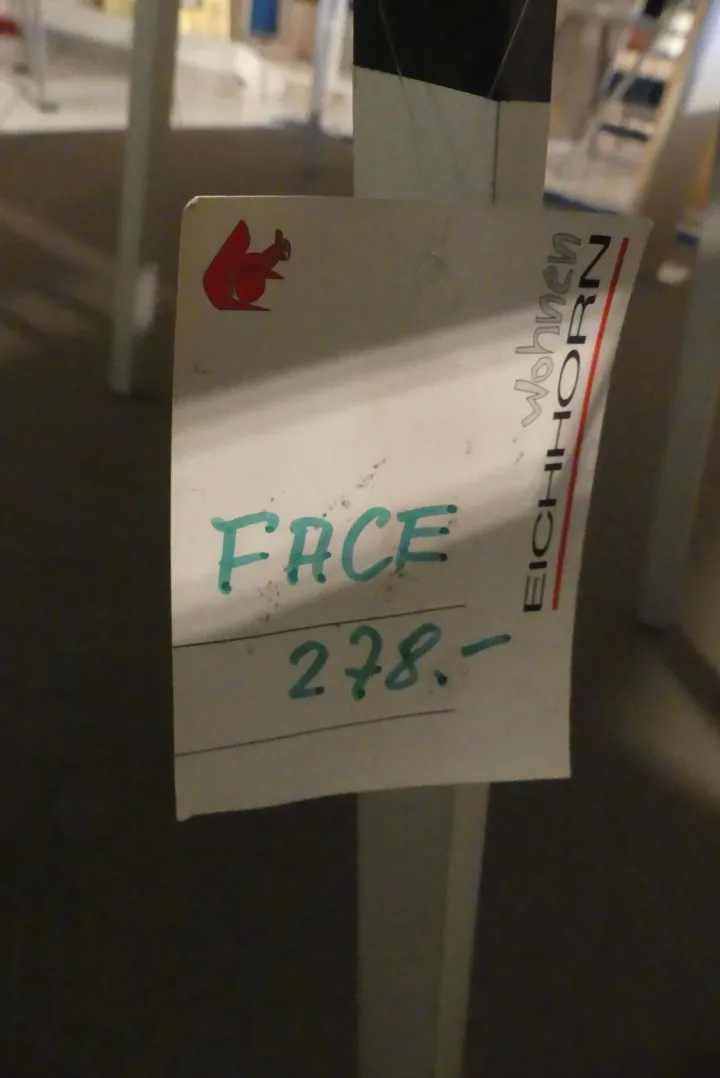 wohnen
EICHHORN
FACE
278.-